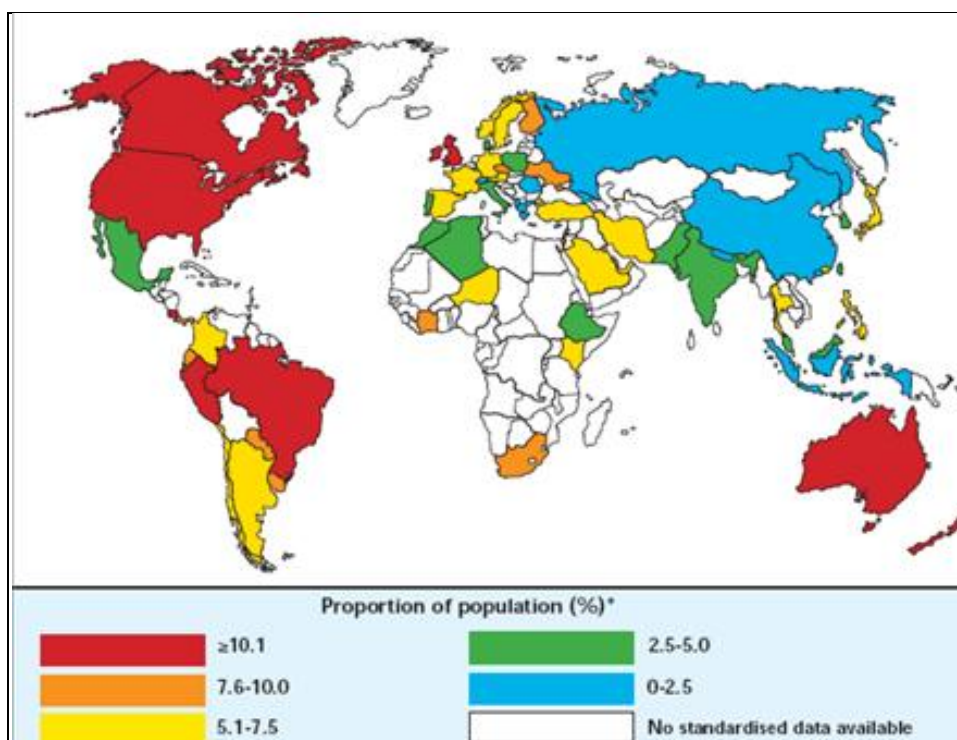 Proportion of population (%)*
≥10.1
2.5-5.0
7.6-10.0
0-2.5
5.1-7.5
No standardised data available